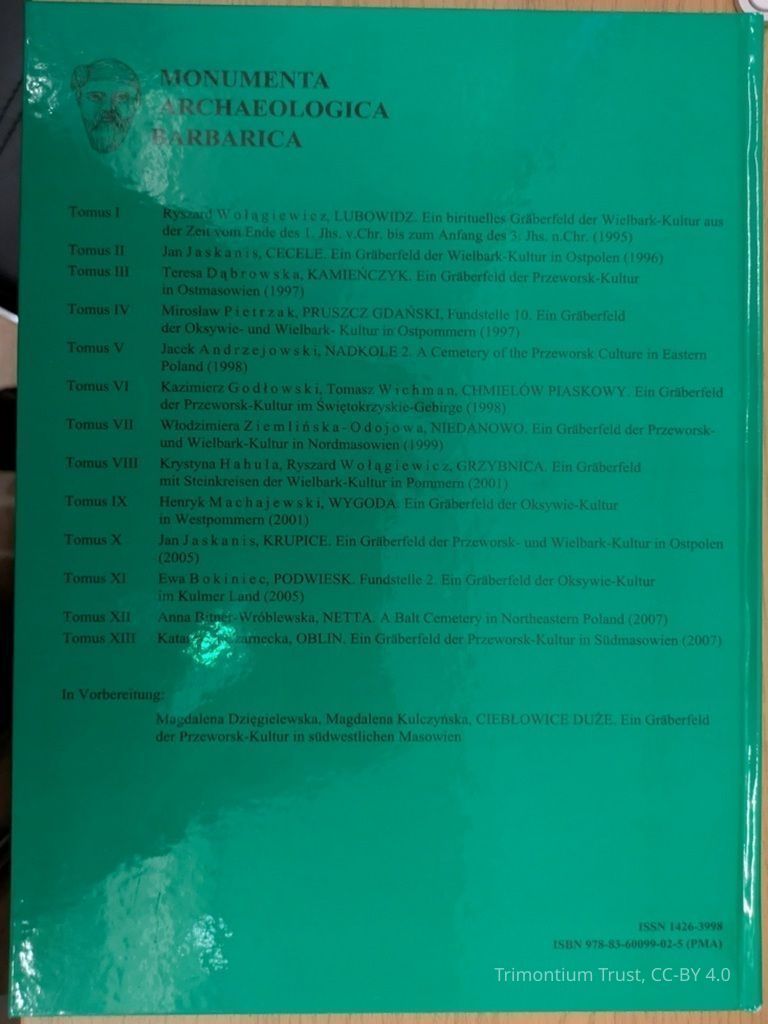 MONUMENTA
ARCHAEOLOGICA
BARBARICA
Tomus I Ryszard Wołągiewicz, LUBOWIDZ. Ein birituelles Gräberfeld der Wielbark-Kultur aus
der Zeit vom Ende des 1. Jhs. v.Chr. bis zum Anfang des 3. Jhs. n.Chr. (1995)
Tomus II Jan Jaskanis, CECELE. Ein Gräberfeld der Wielbark-Kultur in Ostpolen (1996)
Tomus III Teresa Dąbrowska, KAMIEŃCZYK. Ein Gräberfeld der Przeworsk-Kultur
in Ostmasowien (1997)
Tomus IV Mirosław Pietrzak, PRUSZCZ GDAŃSKI, Fundstelle 10. Ein Gräberfeld
der Oksywie- und Wielbark- Kultur in Ostpommern (1997)
Tomus V Jacek Andrzejowski, NADKOLE 2. A Cemetery of the Przeworsk Culture in Eastern
Poland (1998)
Tomus VI Kazimierz Godłowski, Tomasz Wichman, CHMIELÓW PIASKOWY. Ein Gräberfeld
der Przeworsk-Kultur im Świętokrzyskie-Gebirge (1998)
Tomus VII Włodzimiera Ziemlińska-Odojowa, NIEDANOWO. Ein Gräberfeld der Przeworsk-
und Wielbark-Kultur in Nordmasowien (1999)
Tomus VIII Krystyna Hahuła, Ryszard Wołągiewicz, GRZYBNICA. Ein Gräberfeld
mit Steinkreisen der Wielbark-Kultur in Pommern (2001)
Tomus IX Henryk Machajewski, WYGODA. Ein Gräberfeld der Oksywie-Kultur
in Westpommern (2001)
Tomus X Jan Jaskanis, KRUPICE. Ein Gräberfeld der Przeworsk- und Wielbark-Kultur in Ostpolen
(2005)
Tomus XI Ewa Bokiniec, PODWIESK. Fundstelle 2. Ein Gräberfeld der Oksywie-Kultur
im Kulmer Land (2005)
Tomus XII Anna Bitner-Wróblewska, NETTA. A Balt Cemetery in Northeastern Poland (2007)
Tomus XIII OBLIN. Ein Gräberfeld der Przeworsk-Kultur in Südmasowien (2007)
In Vorbereitung:
Magdalena Dzięgielewska, Magdalena Kulczyńska, CIEBŁOWICE DUŻE. Ein Gräberfeld
der Przeworsk-Kultur in südwestlichen Masowien
ISSN 1426-3998
ISBN 978-83-60099-02-5 (PMA)
Trimontium Trust, CC-BY 4.0